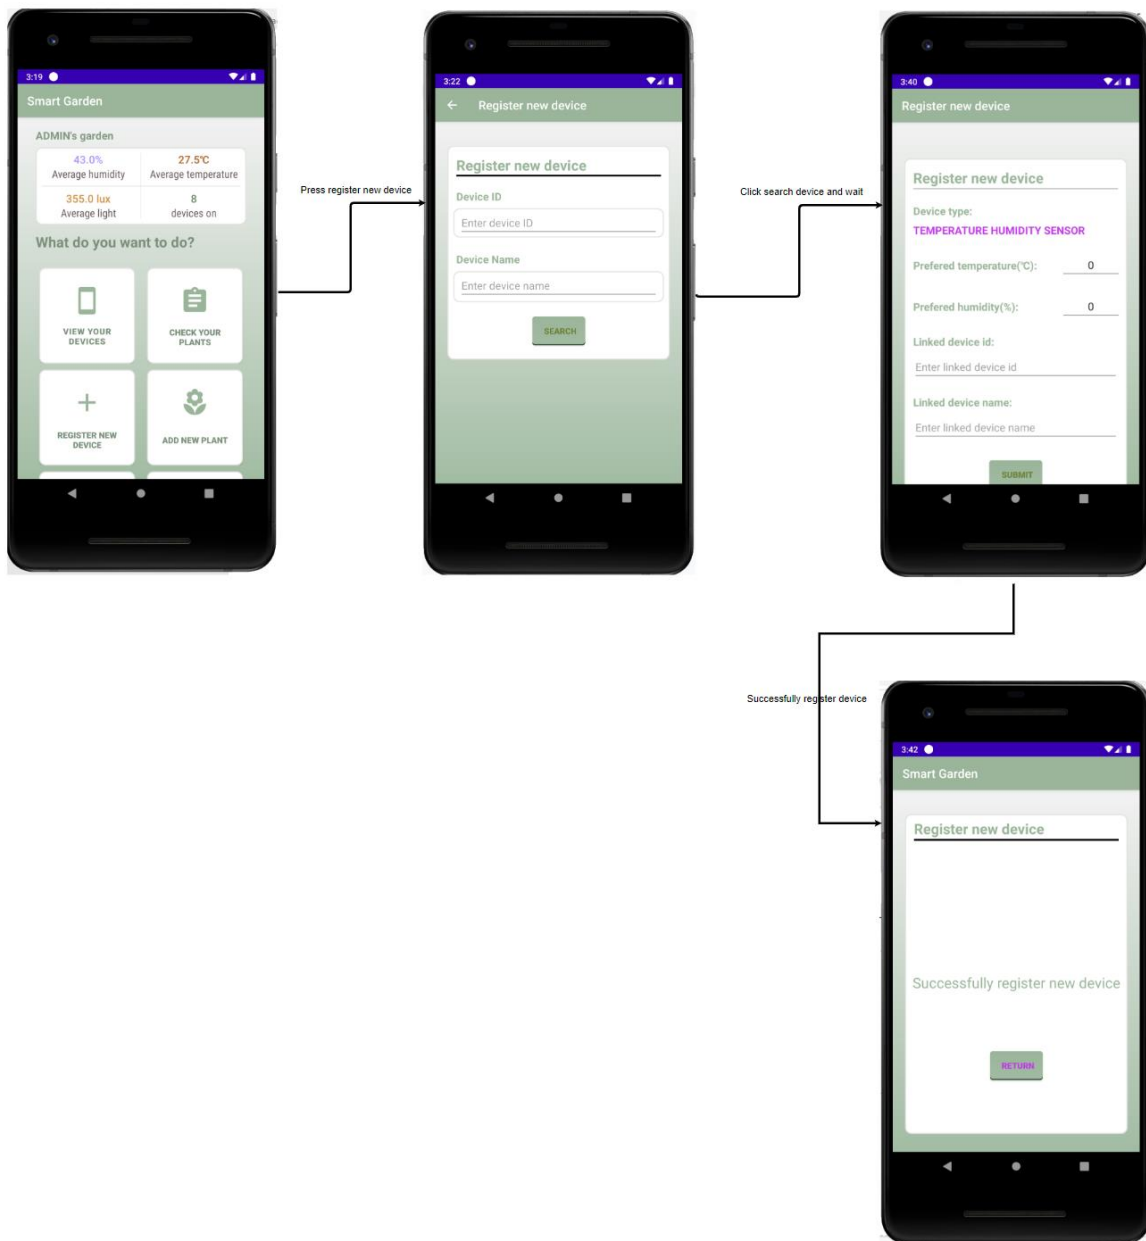 3:19
Smart Garden
ADMIN's garden
43.0%
Average humidity
27.5°C
Average temperature
355.0 lux
Average light
8
devices on
What do you want to do?
VIEW YOUR
DEVICES
CHECK YOUR
PLANTS
REGISTER NEW
DEVICE
ADD NEW PLANT
Press register new device
3:22
Register new device
Register new device
Device ID
Enter device ID
Device Name
Enter device name
SEARCH
Click search device and wait
3:40
Register new device
Register new device
Device type:
TEMPERATURE HUMIDITY SENSOR
Prefered temperature(°C): 0
Prefered humidity(%): 0
Linked device id:
Enter linked device id
Linked device name:
Enter linked device name
SUBMIT
Successfully register device
3:42
Smart Garden
Register new device
Successfully register new device
RETURN